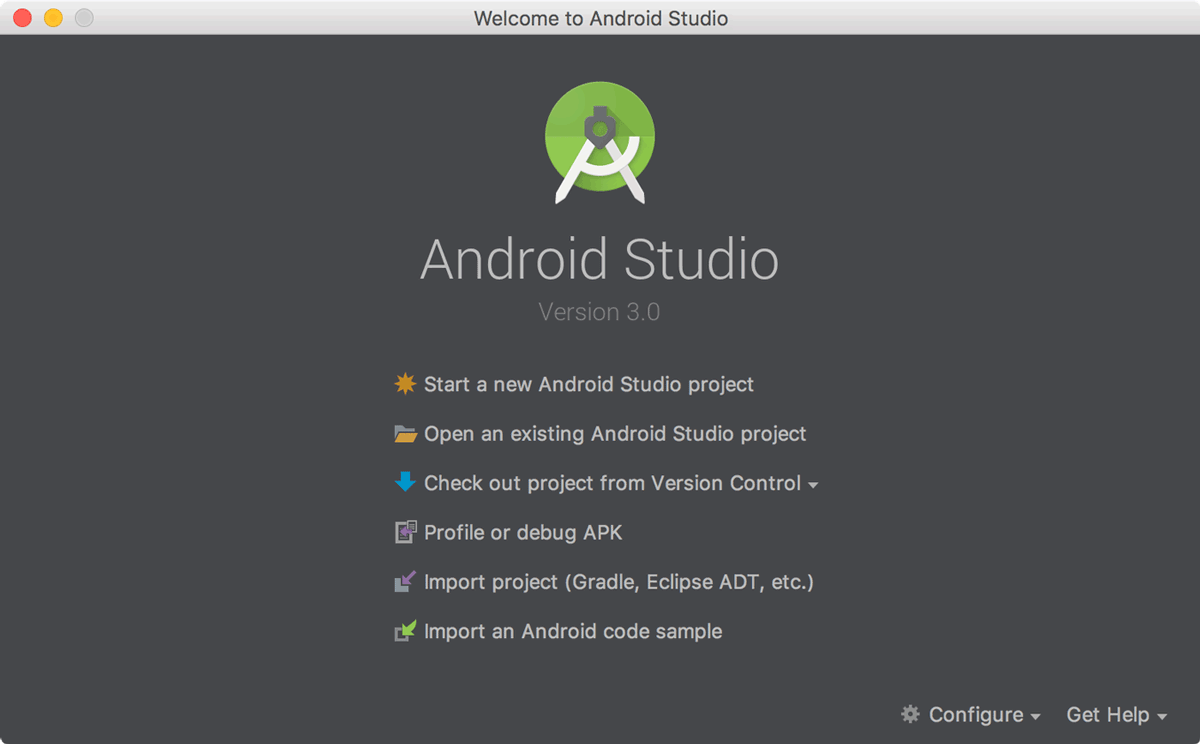 Welcome to Android Studio
Android Studio
Version 3.0
Start a new Android Studio project
Open an existing Android Studio project
Check out project from Version Control
Profile or debug APK
Import project (Gradle, Eclipse ADT, etc.)
Import an Android code sample
Configure Get Help